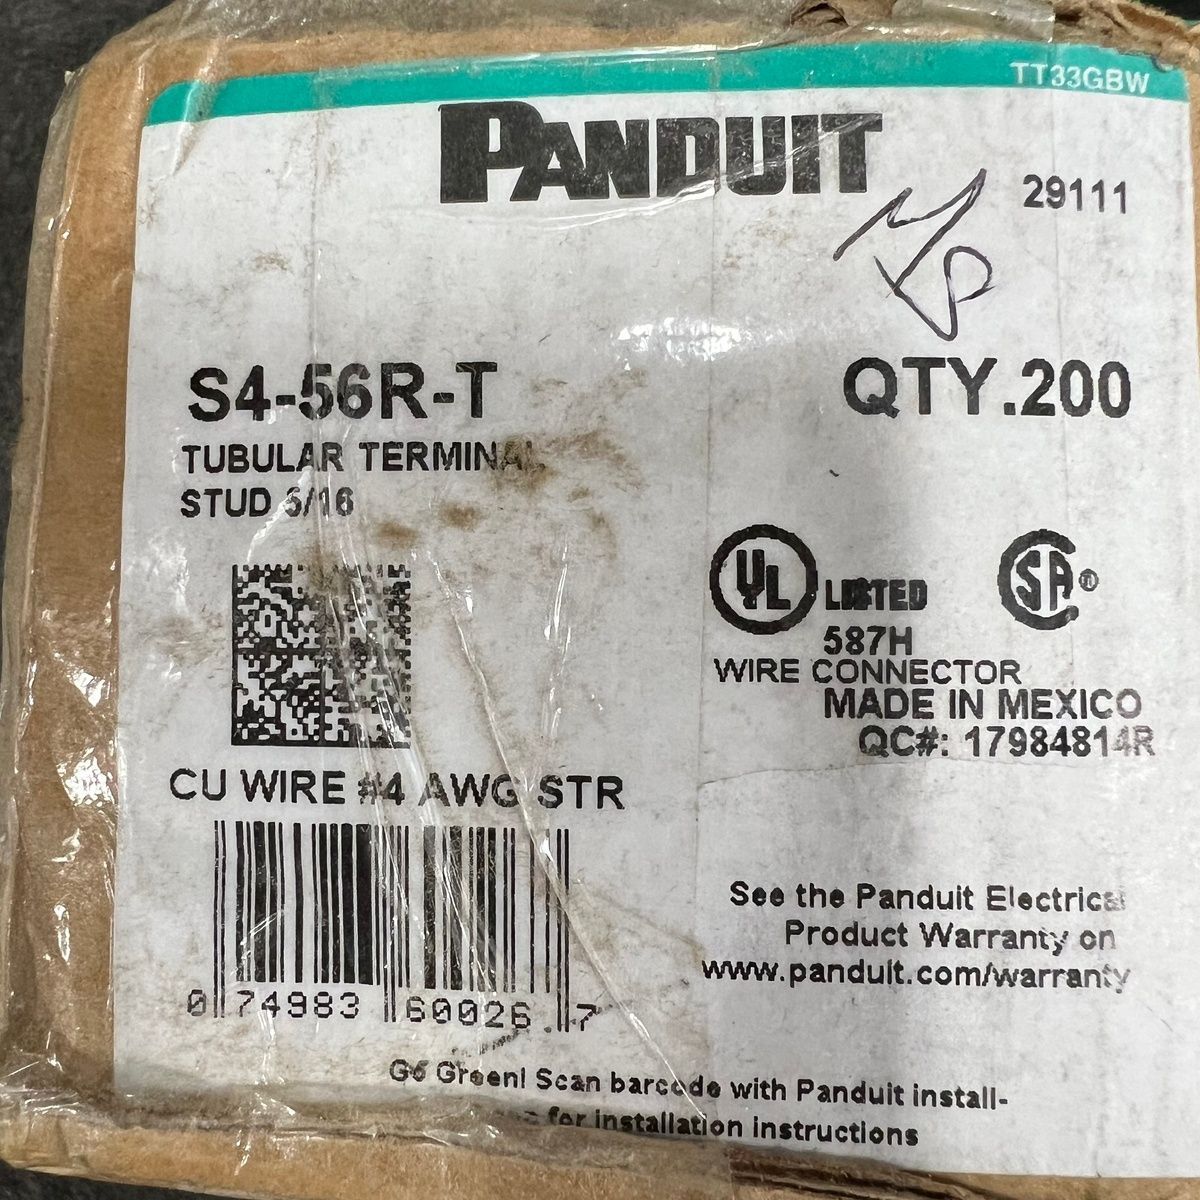 TT33GBW
PANDUIT
29111
S4-56R-T
QTY.200
TUBULAR TERMINAL
STUD 5/16
UL LISTED
587H
SA
WIRE CONNECTOR
MADE IN MEXICO
QC#: 17984814R
CU WIRE #4 AWG STR
0 74983 60026 7
See the Panduit Electrical
Product Warranty on
www.panduit.com/warranty
Go Green! Scan barcode with Panduit install-
for installation instructions